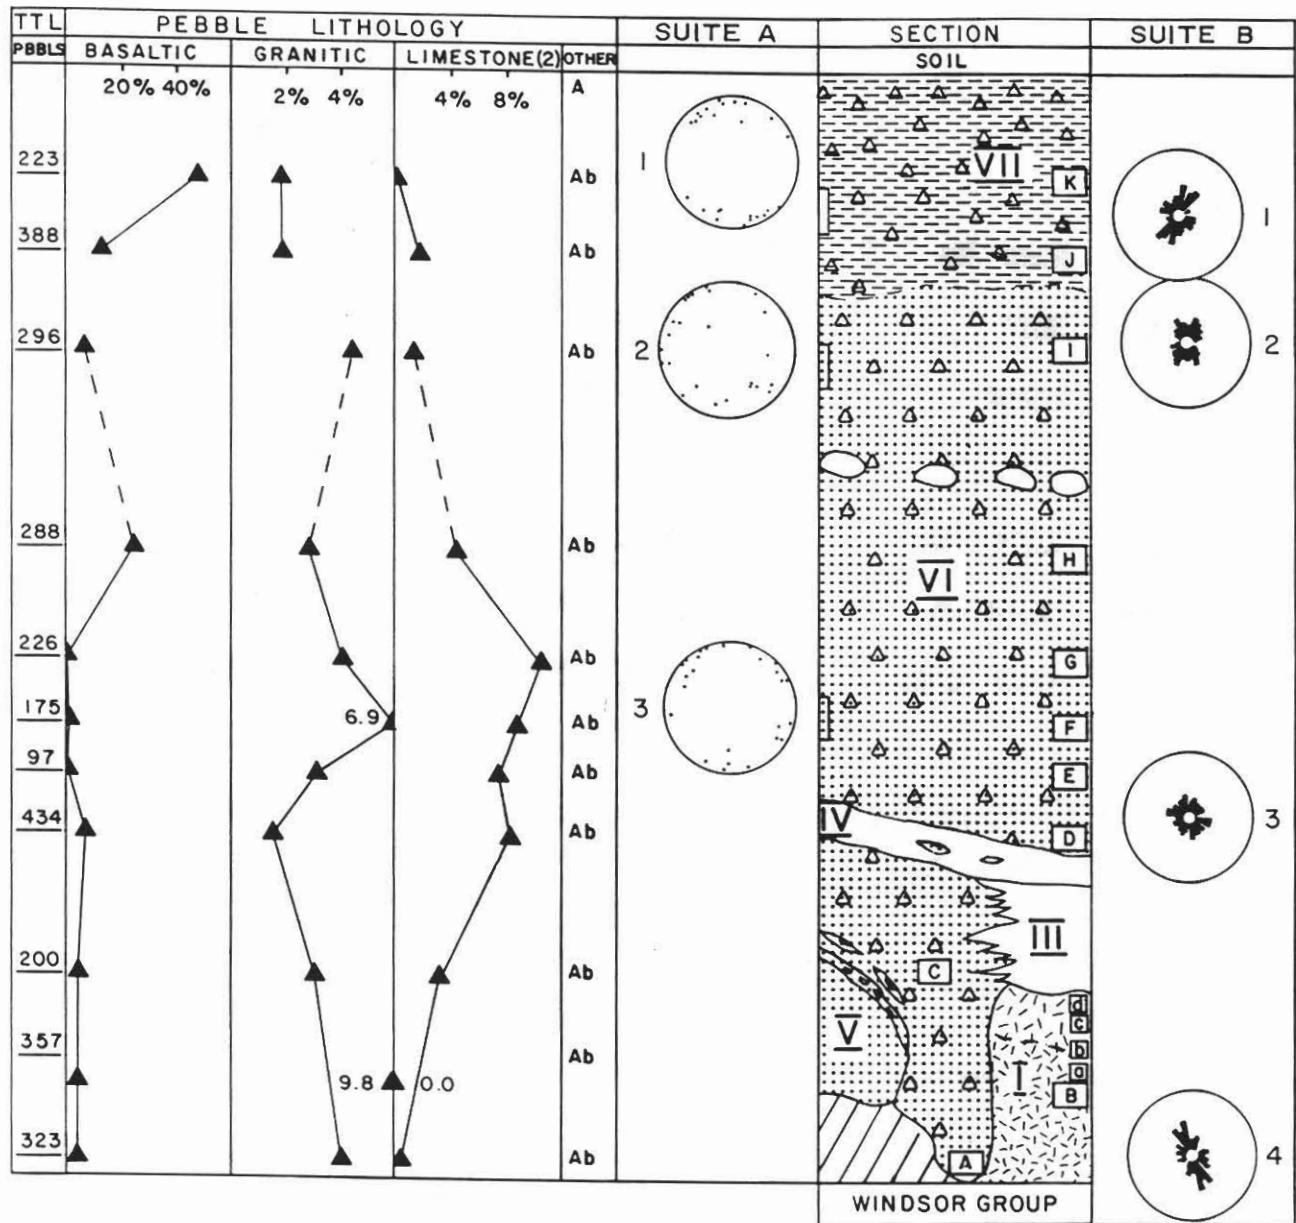 TTL PEBBLE LITHOLOGY SUITE A SECTION SUITE B
PBBLS BASALTIC GRANITIC LIMESTONE(2) OTHER SOIL
20% 40% 2% 4% 4% 8% A
223 Ab 1 VII K 1
388 Ab J
296 Ab 2 I 2
288 Ab H
VI
226 Ab G
175 6.9 Ab 3 F
97 Ab E
434 Ab IV D 3
III
200 Ab C
d
c
V
357 Ab b
I a
9.8 0.0 B
323 Ab A 4
WINDSOR GROUP